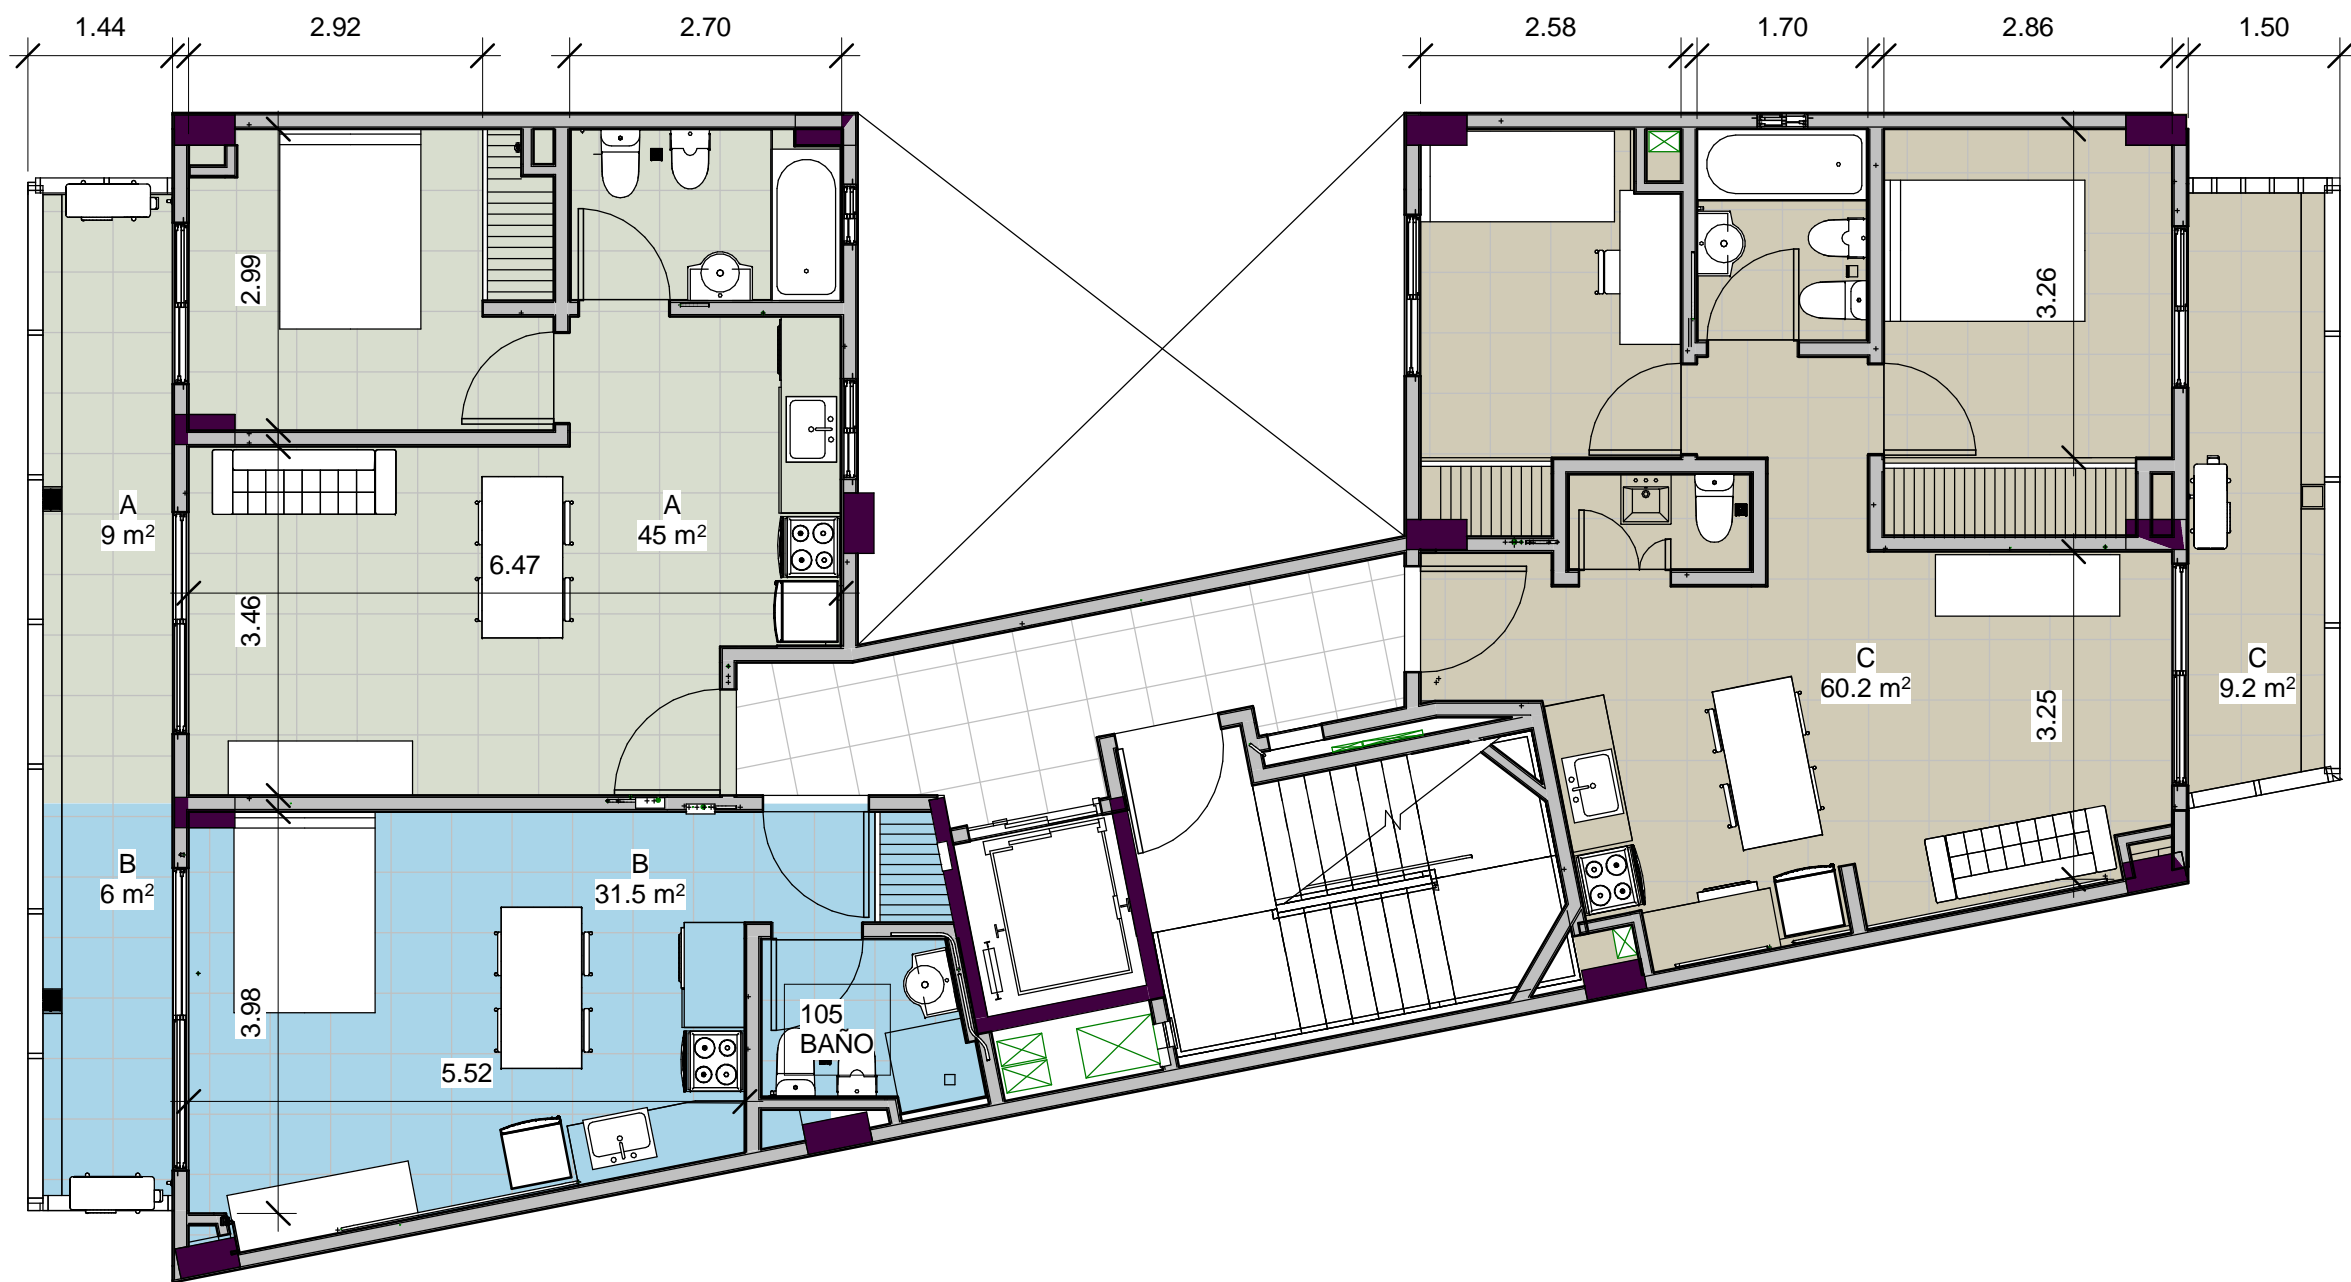 1.44
2.92
2.70
2.58
1.70
2.86
1.50
2.99
3.26
A
9 m²
A
45 m²
6.47
3.46
C
60.2 m²
C
9.2 m²
3.25
B
6 m²
B
31.5 m²
3.98
105
BAÑO
5.52